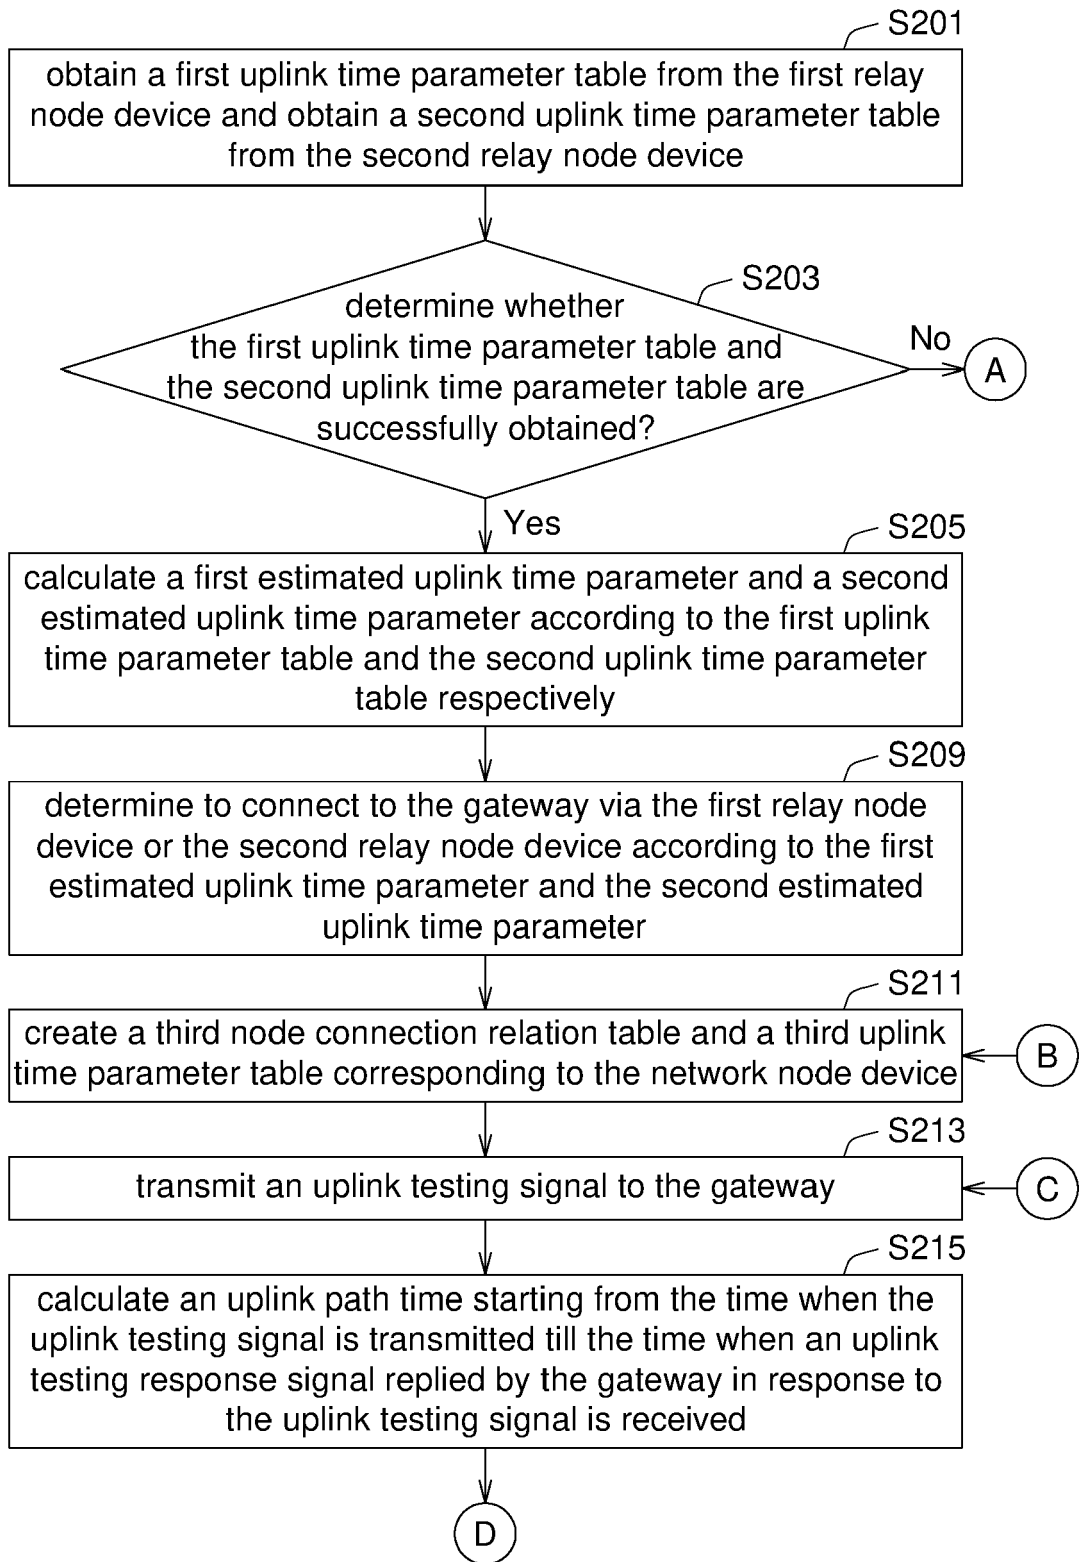 S201
obtain a first uplink time parameter table from the first relay
node device and obtain a second uplink time parameter table
from the second relay node device
S203
determine whether
the first uplink time parameter table and
the second uplink time parameter table are
successfully obtained?
No
A
Yes
S205
calculate a first estimated uplink time parameter and a second
estimated uplink time parameter according to the first uplink
time parameter table and the second uplink time parameter
table respectively
S209
determine to connect to the gateway via the first relay node
device or the second relay node device according to the first
estimated uplink time parameter and the second estimated
uplink time parameter
S211
create a third node connection relation table and a third uplink
time parameter table corresponding to the network node device
B
S213
transmit an uplink testing signal to the gateway
C
S215
calculate an uplink path time starting from the time when the
uplink testing signal is transmitted till the time when an uplink
testing response signal replied by the gateway in response to
the uplink testing signal is received
D